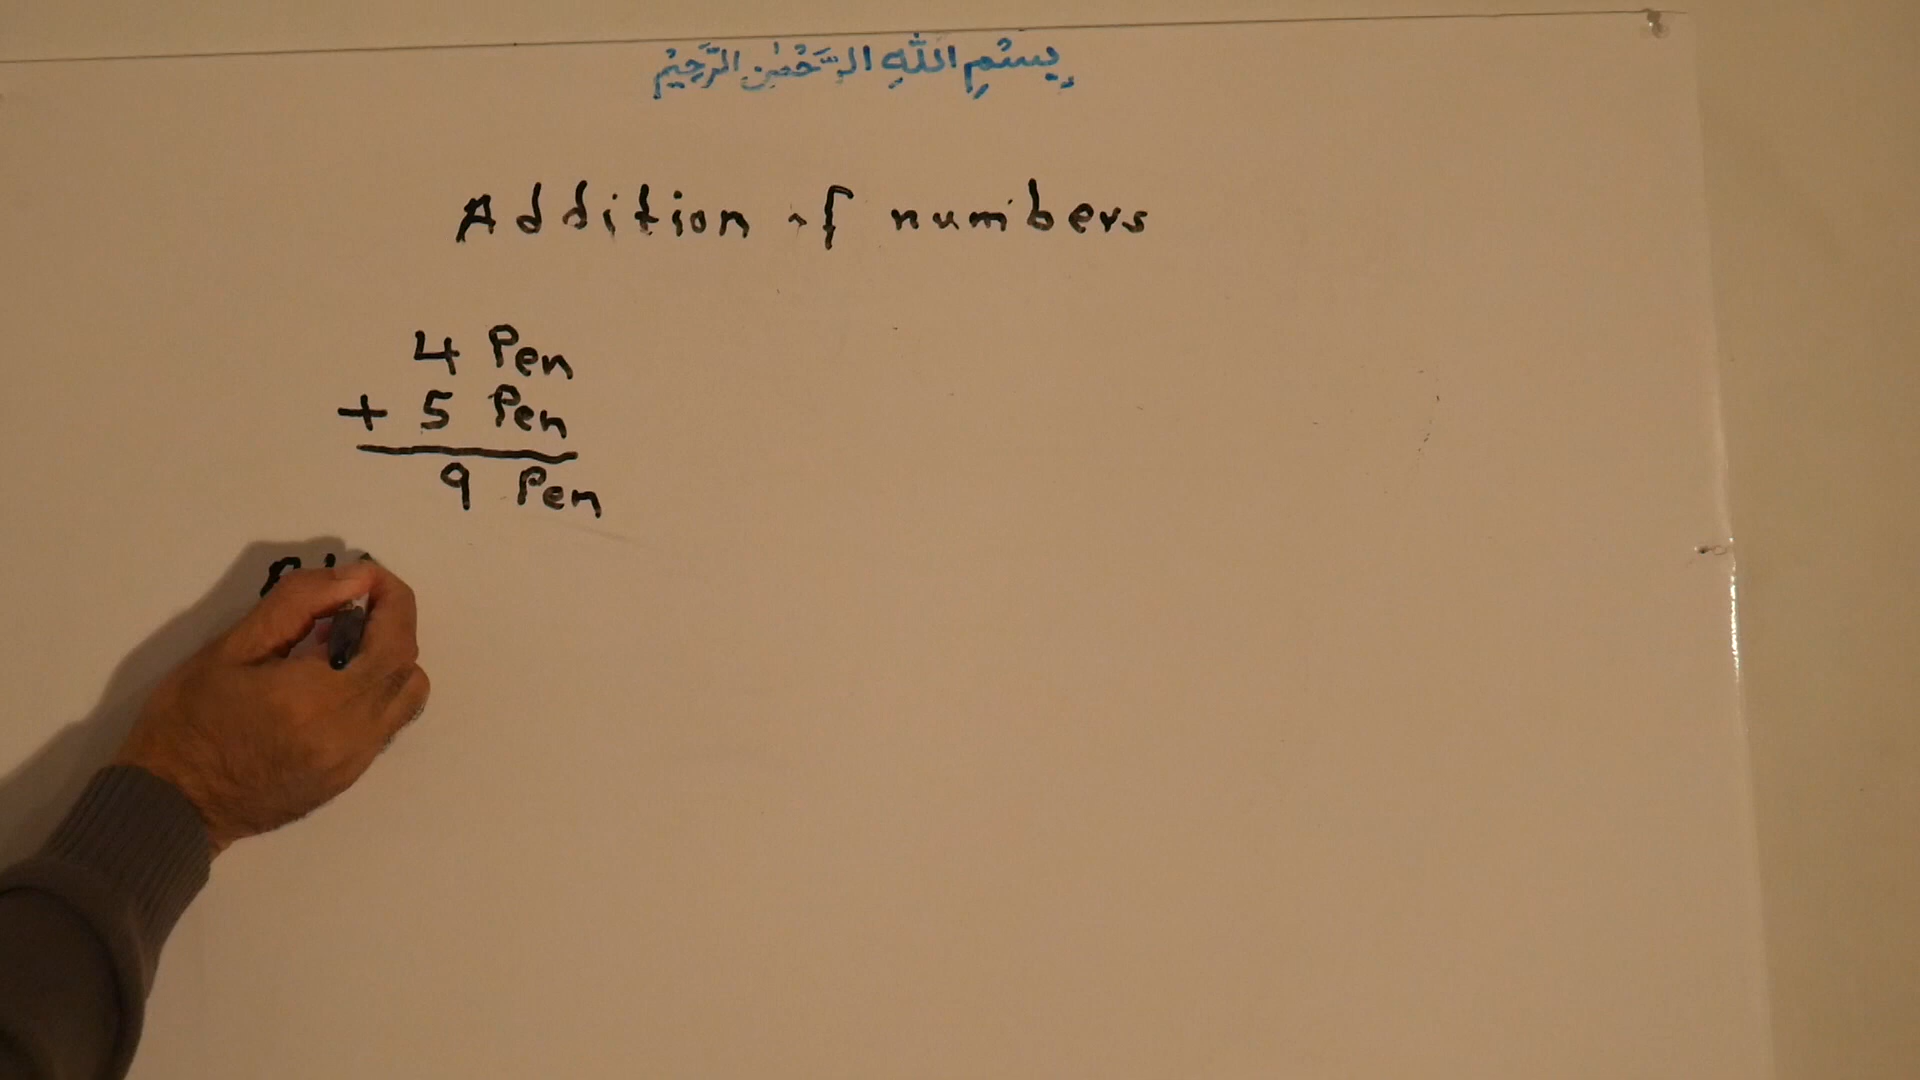 بِسْمِ اللهِ الرَّحْمٰنِ الرَّحِيْمِ
Addition of numbers
4 Pen
+ 5 Pen
9 Pen